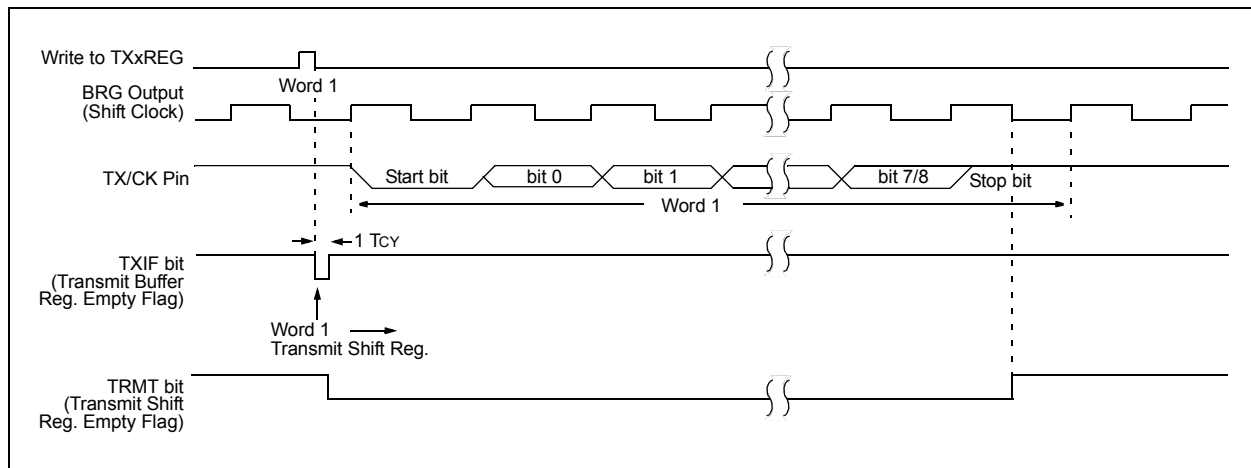 Write to TXxREG
Word 1
BRG Output
(Shift Clock)
TX/CK Pin
Start bit
bit 0
bit 1
bit 7/8
Stop bit
Word 1
1 TCY
TXIF bit
(Transmit Buffer
Reg. Empty Flag)
Word 1
Transmit Shift Reg.
TRMT bit
(Transmit Shift
Reg. Empty Flag)